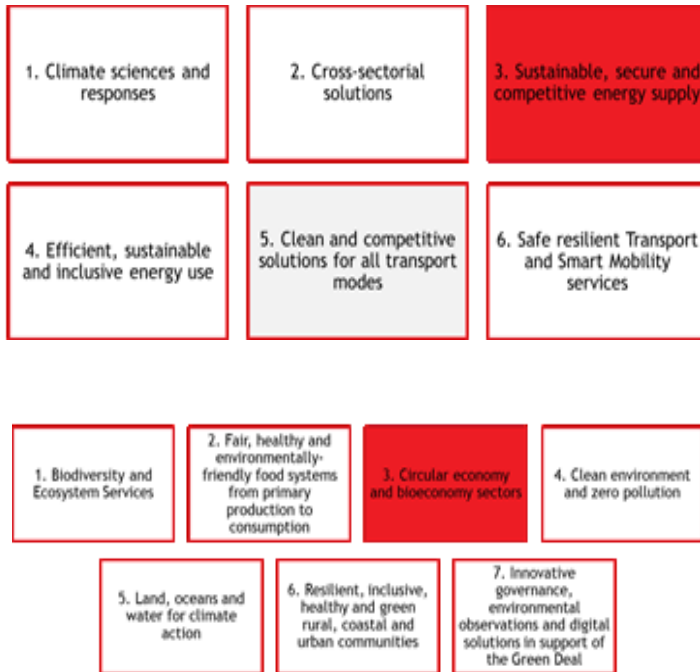 1. Climate sciences and
responses
2. Cross-sectorial
solutions
3. Sustainable, secure and
competitive energy supply
4. Efficient, sustainable
and inclusive energy use
5. Clean and competitive
solutions for all transport
modes
6. Safe resilient Transport
and Smart Mobility
services
1. Biodiversity and
Ecosystem Services
2. Fair, healthy and
environmentally-
friendly food systems
from primary
production to
consumption
3. Circular economy
and bioeconomy sectors
4. Clean environment
and zero pollution
5. Land, oceans and
water for climate
action
6. Resilient, inclusive,
healthy and green
rural, coastal and
urban communities
7. Innovative
governance,
environmental
observations and digital
solutions in support of
the Green Deal